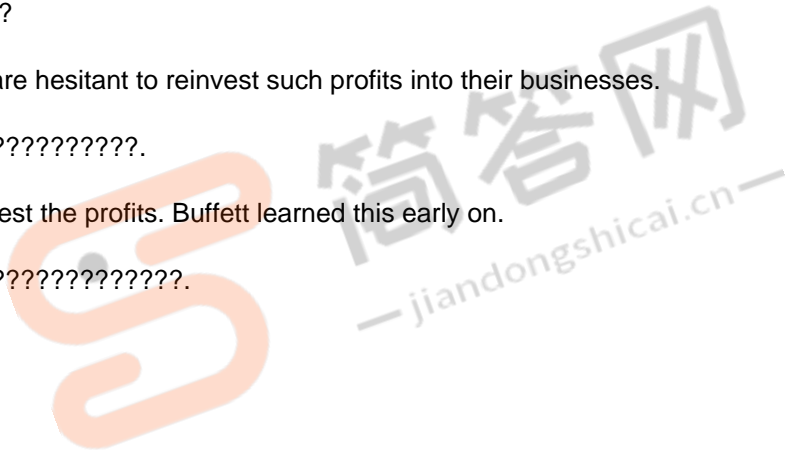 ?
are hesitant to reinvest such profits into their businesses.
??????????.
est the profits. Buffett learned this early on.
?????????????.
简答网
jiandongshicai.cn